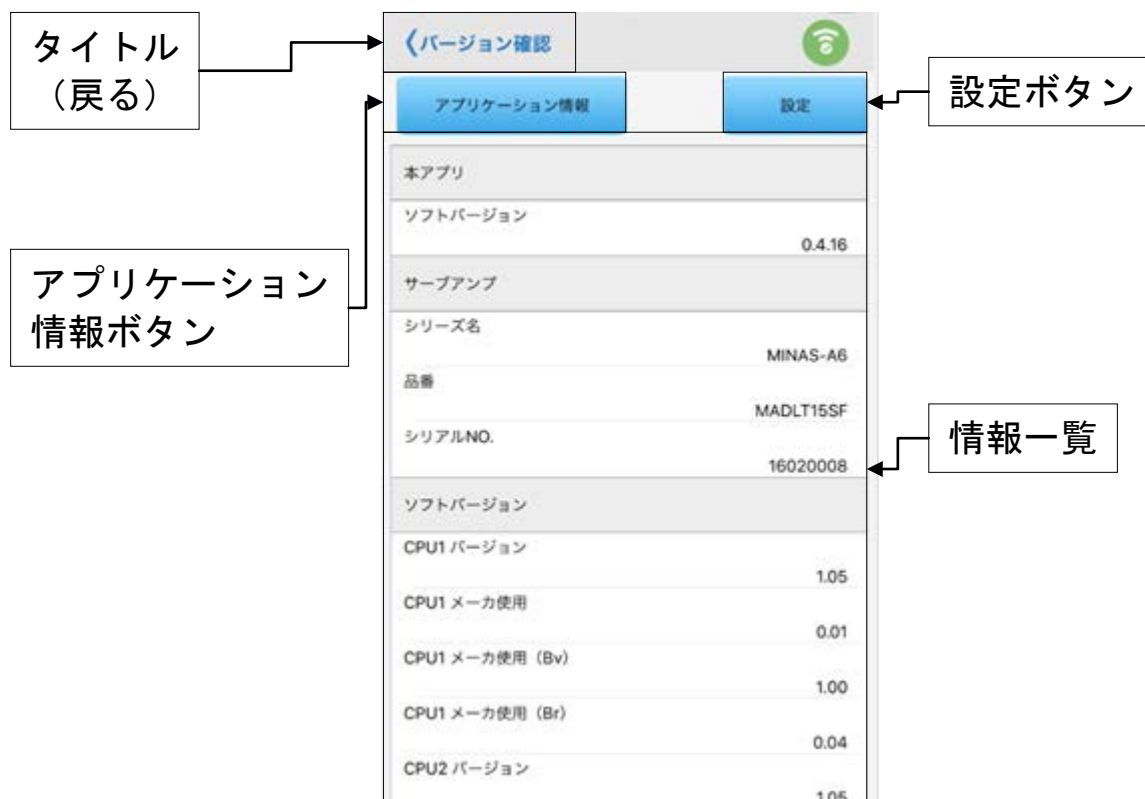 タイトル
（戻る）
バージョン確認
アプリケーション情報
設定
設定ボタン
アプリケーション
情報ボタン
本アプリ
ソフトバージョン
0.4.16
サーブアンプ
シリーズ名
MINAS-A6
品番
MADLT15SF
シリアルNO.
16020008
情報一覧
ソフトバージョン
CPU1 バージョン
1.05
CPU1 メーカ使用
0.01
CPU1 メーカ使用（Bv）
1.00
CPU1 メーカ使用（Br）
0.04
CPU2 バージョン
1.05